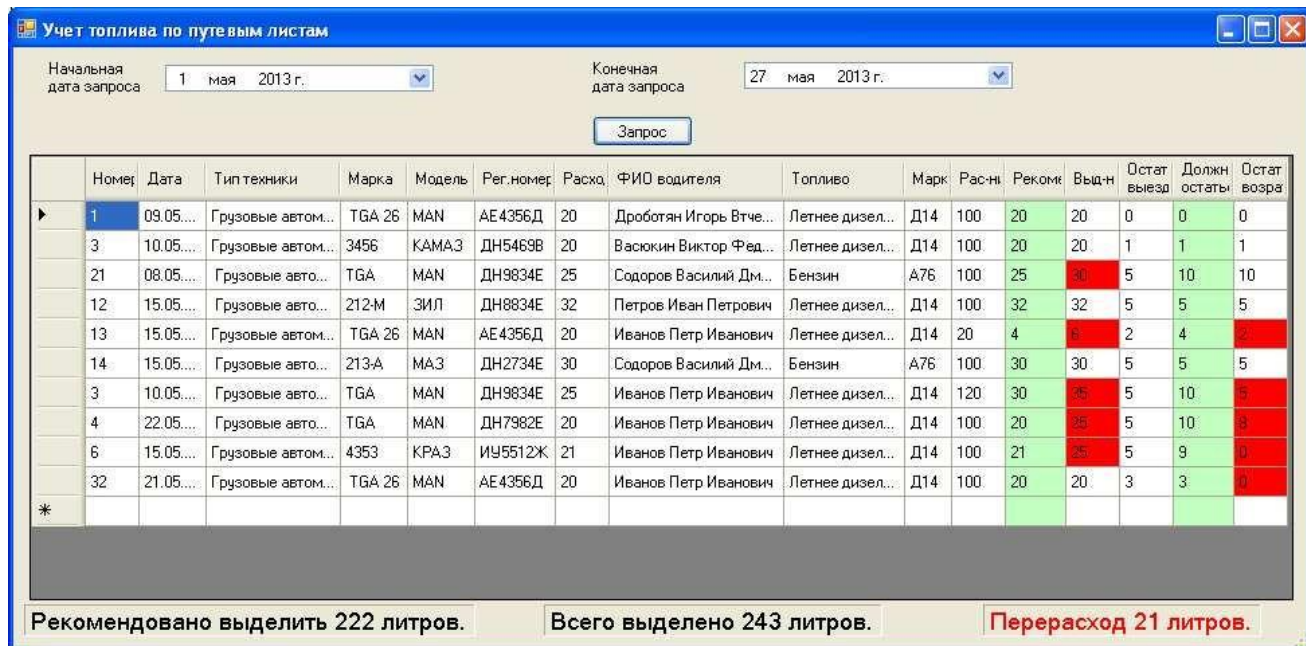 Учет топлива по путевым листам
Начальная
дата запроса
1 мая 2013 г.
Конечная
дата запроса
27 мая 2013 г.
Запрос
Номер Дата Тип техники Марка Модель Рег.номер Расхо, ФИО водителя Топливо Марк Рас-ни Рекоме Выд-н Остат выезд Должн остаты Остат возра
1 09.05.... Грузовые автом... TGA 26 MAN АЕ4356Д 20 Дроботян Игорь Втче... Летнее дизел... Д14 100 20 20 0 0 0
3 10.05.... Грузовые автом... 3456 КАМАЗ ДН5469В 20 Васюкин Виктор Фед... Летнее дизел... Д14 100 20 20 1 1 1
21 08.05.... Грузовые авто... TGA MAN ДН9834Е 25 Содоров Василий Дм... Бензин А76 100 25 30 5 10 10
12 15.05.... Грузовые авто... 212-М ЗИЛ ДН8834Е 32 Петров Иван Петрович Летнее дизел... Д14 100 32 32 5 5 5
13 15.05.... Грузовые автом... TGA 26 MAN АЕ4356Д 20 Иванов Петр Иванович Летнее дизел... Д14 20 4 6 2 4 2
14 15.05.... Грузовые авто... 213-А МАЗ ДН2734Е 30 Содоров Василий Дм... Бензин А76 100 30 30 5 5 5
3 10.05.... Грузовые авто... TGA MAN ДН9834Е 25 Иванов Петр Иванович Летнее дизел... Д14 120 30 35 5 10 5
4 22.05.... Грузовые авто... TGA MAN ДН7982Е 20 Иванов Петр Иванович Летнее дизел... Д14 100 20 25 5 10 8
6 15.05.... Грузовые автом... 4353 КРАЗ ИЧ5512Ж 21 Иванов Петр Иванович Летнее дизел... Д14 100 21 25 5 9 0
32 21.05.... Грузовые автом... TGA 26 MAN АЕ4356Д 20 Иванов Петр Иванович Летнее дизел... Д14 100 20 20 3 3 0
Рекомендовано выделить 222 литров.
Всего выделено 243 литров.
Перерасход 21 литров.